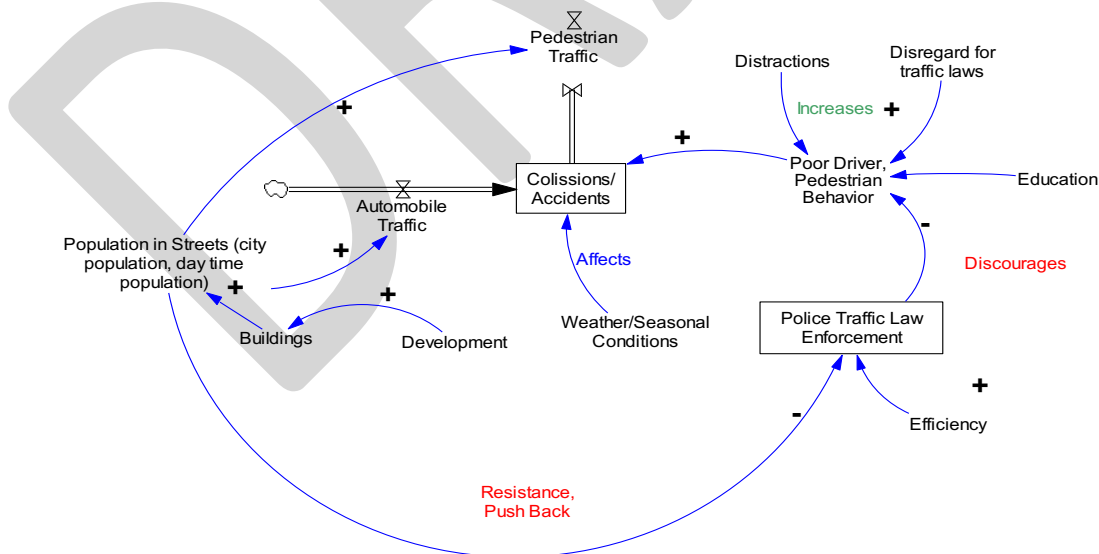 Pedestrian
Traffic
Distractions
Disregard for
traffic laws
Increases +
+
+
Colissions/
Accidents
Poor Driver,
Pedestrian
Behavior
Education
Automobile
Traffic
-
Population in Streets (city
population, day time
population)
+
+
+
Affects
Discourages
Buildings
Development
Weather/Seasonal
Conditions
Police Traffic Law
Enforcement
+
-
Efficiency
Resistance,
Push Back